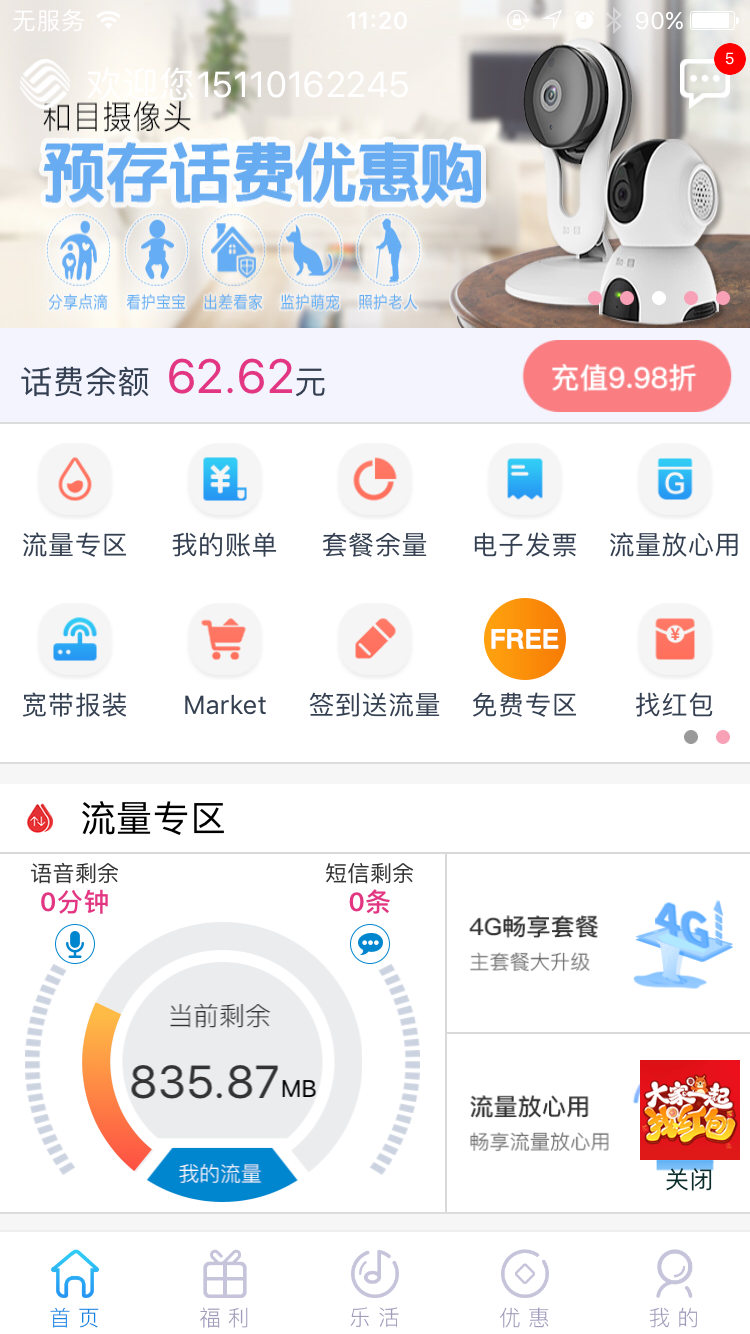 无服务
11:20
90%
5
欢迎您15110162245
和目摄像头
预存话费优惠购
分享点滴 看护宝宝 出差看家 监护萌宠 照护老人
话费余额 62.62元
充值9.98折
流量专区 我的账单 套餐余量 电子发票 流量放心用
FREE
宽带报装 Market 签到送流量 免费专区 找红包
流量专区
语音剩余
0分钟
短信剩余
0条
当前剩余
835.87MB
我的流量
4G畅享套餐
主套餐大升级
4G
流量放心用
畅享流量放心用
大家一起
找红包
关闭
首页 福利 乐活 优惠 我的